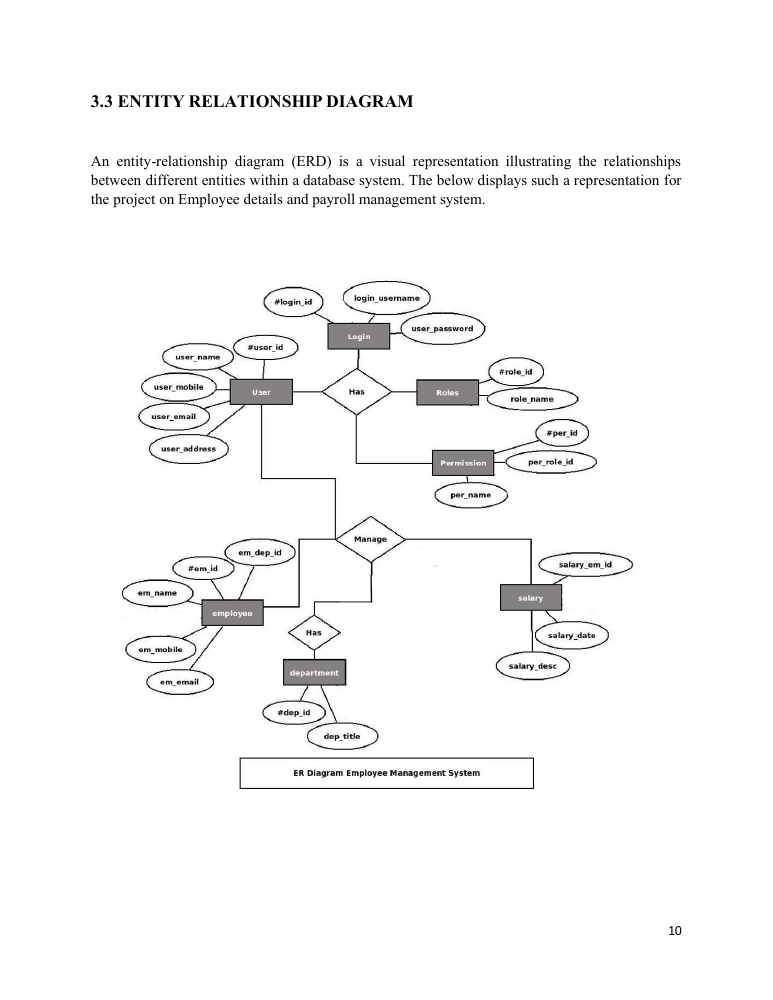 3.3 ENTITY RELATIONSHIP DIAGRAM
An entity-relationship diagram (ERD) is a visual representation illustrating the relationships
between different entities within a database system. The below displays such a representation for
the project on Employee details and payroll management system.
#login_id
login_username
user_password
Login
#user_id
user_name
user_mobile
user_email
user_address
User
Has
Roles
#role_id
role_name
Permission
#per_id
per_role_id
per_name
Manage
em_dep_id
#em_id
em_name
employee
em_mobile
em_email
Has
department
#dep_id
dep_title
salary_em_id
salary
salary_date
salary_desc
ER Diagram Employee Management System
10